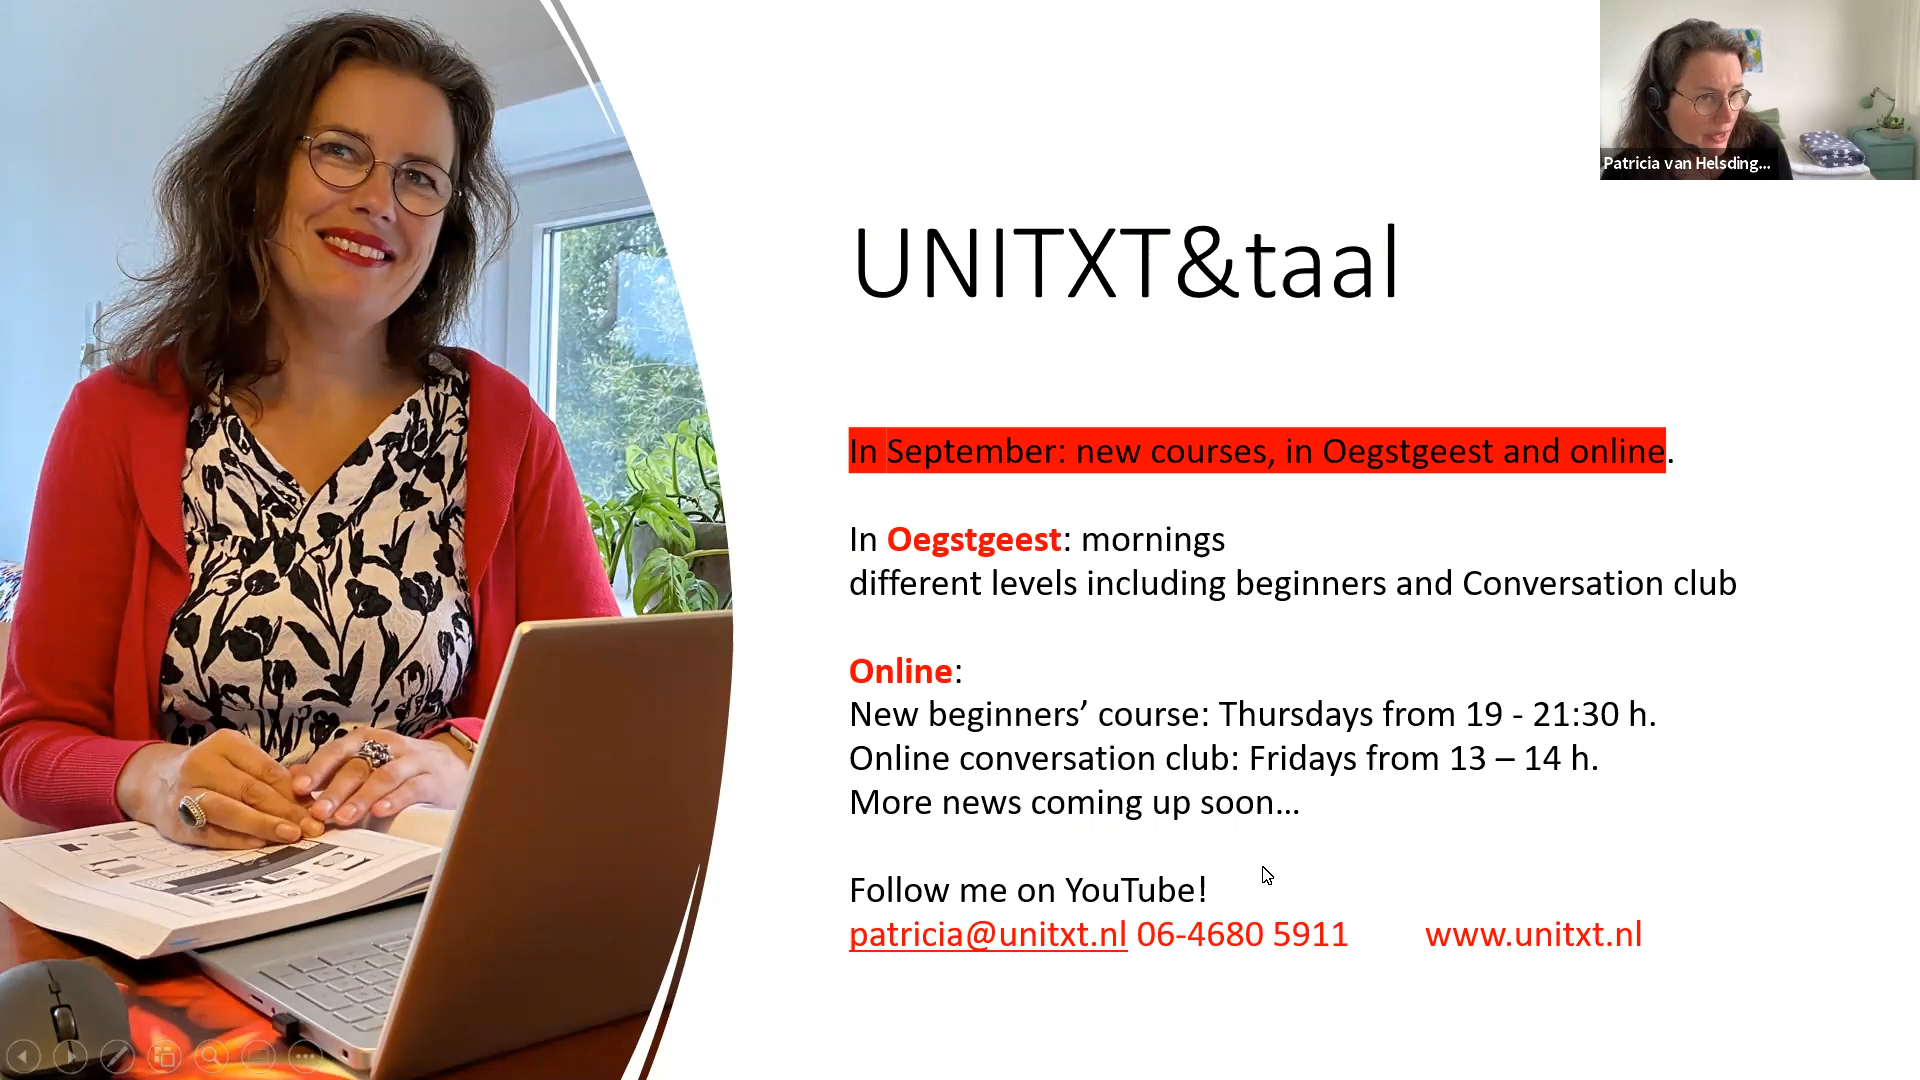 Patricia van Helsding...
UNITXT&taal
In September: new courses, in Oegstgeest and online.
In Oegstgeest: mornings
different levels including beginners and Conversation club
Online:
New beginners’ course: Thursdays from 19 - 21:30 h.
Online conversation club: Fridays from 13 – 14 h.
More news coming up soon...
Follow me on YouTube!
patricia@unitxt.nl 06-4680 5911 www.unitxt.nl